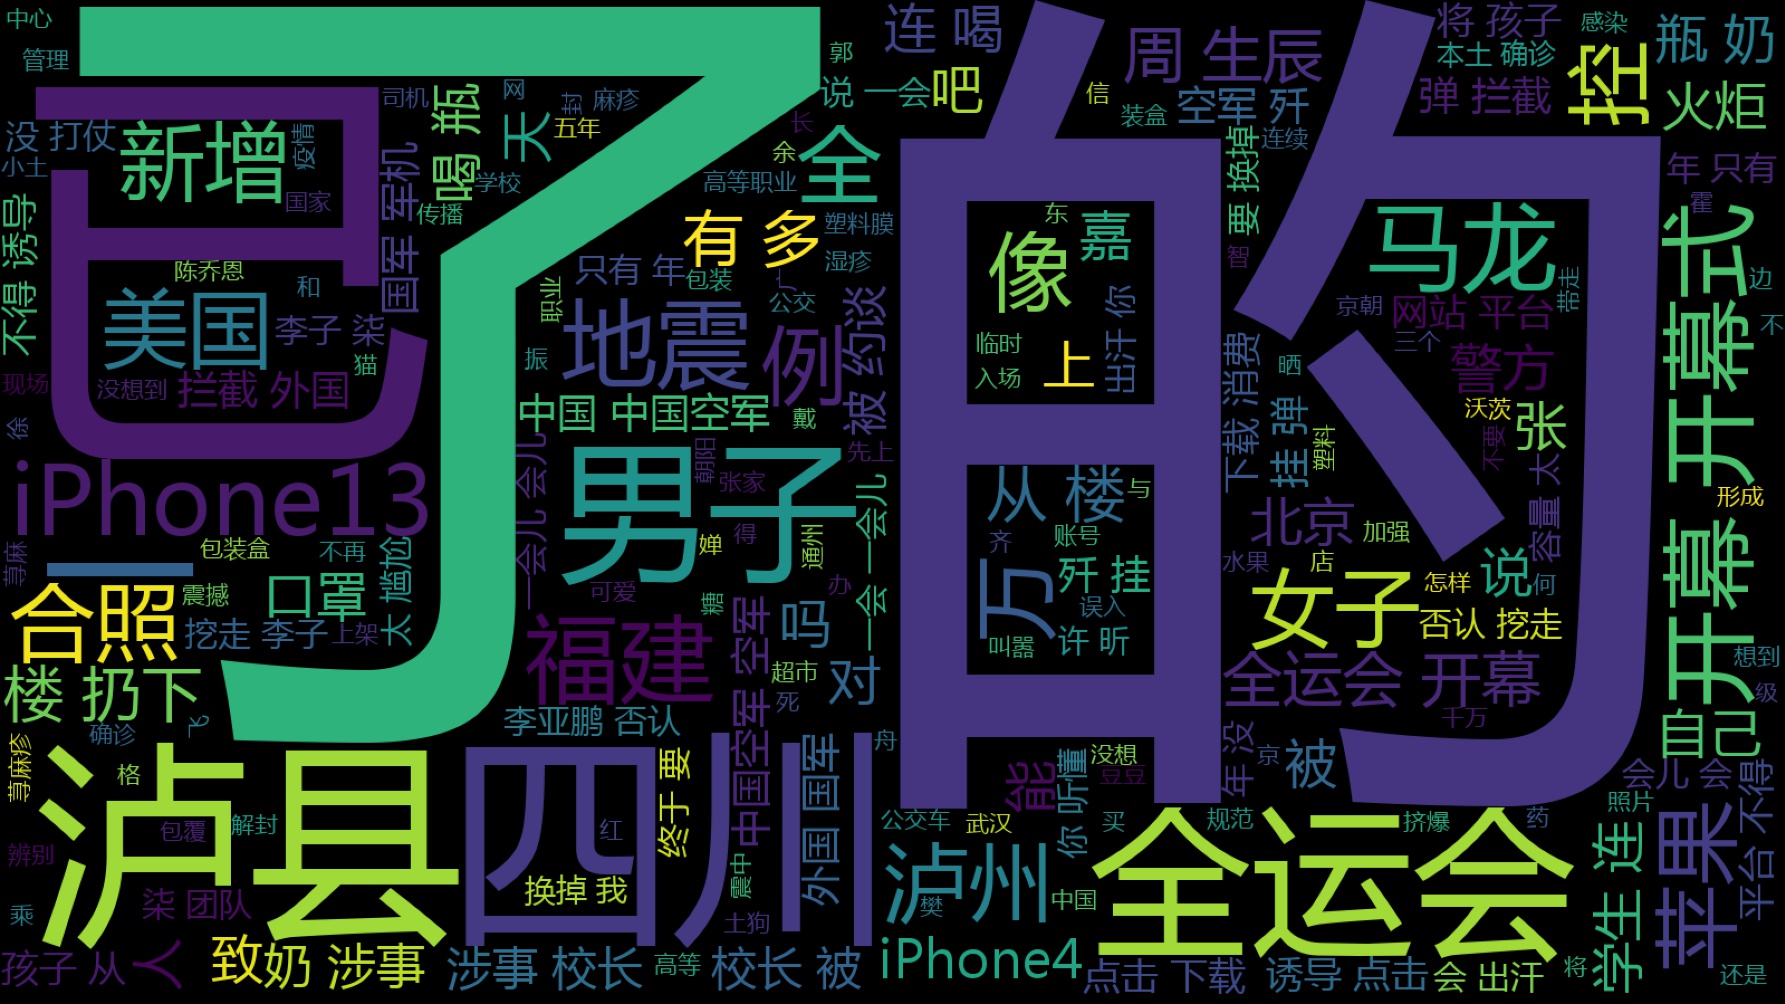 中心
管理
了
的
已
连 喝
周 生辰
将 孩子
感染
本土 确诊
控
瓶 奶
郭
说 一会
吧
信
装盒
空军 歼
弹 拦截
火炬
司机
喝 瓶
天
网
封
麻疹
五年
长
没 打仗
新增
疫情
小土
国家
国军 军机
传播
学校
余
全
高等职业
连续
要 换掉
年 只有
霍
不得 诱导
陈乔恩
和
美国
李子 柒
猫
没想到
拦截 外国
现场
徐
有 多
塑料膜
湿疹
只有 年
包装
广
公交
职业
振
地震
例
被 约谈
东
像
嘉
临时
入场
上
出汗 你
智
马龙
京朝
网站 平台
带走
三个
警方
晒
沃茨
不要
张
开幕 开幕式
边
不
中国 中国空军
戴
先上
iPhone13
一会儿 会儿
男子
朝阳
张家
得
通州
婵
办
可爱
一会 一会儿
从 楼
与
万
齐
账号
歼 挂
误入
许 昕
叫嚣
下载 消费
挂 弹
塑料
北京
加强
水果
店
容量 太
形成
女子
怎样
说
何
否认 挖走
荨麻
包装盒
不再
太 尴尬
一
合照
震撼
口罩
挖走 李子
上架
福建
糟
空军 空军
吗
超市
死
对
全运会 开幕
千万
想到
级
自己
楼 扔下
确诊
飞
李亚鹏 否认
荨麻疹
格
泸县
包覆
解封
辨别
四川
红
换掉 我
终于 要
中国空军
震中
外国 国军
舟
能
你 听懂
没想
豆豆
年 没
京
被
会儿 会
照片
平台 不得
公交车
武汉
买
规范
挤爆
药
泸州
樊
中国
全运会
学生 连
苹果
乘
柒 团队
土狗
孩子 从
人
致
奶 涉事
涉事 校长
高等
校长 被
iPhone4
点击 下载
诱导 点击
会 出汗
将
还是